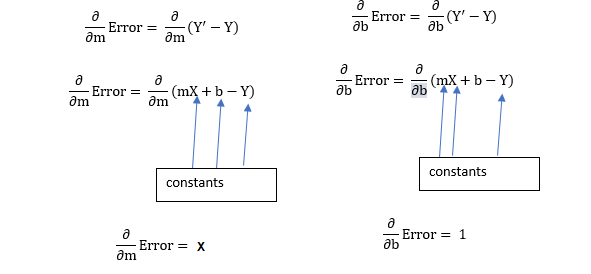 ∂/∂m Error = ∂/∂m (Y′ − Y)
∂/∂m Error = ∂/∂m (mX + b − Y)
constants
∂/∂m Error = x
∂/∂b Error = ∂/∂b (Y′ − Y)
∂/∂b Error = ∂/∂b (mX + b − Y)
constants
∂/∂b Error = 1